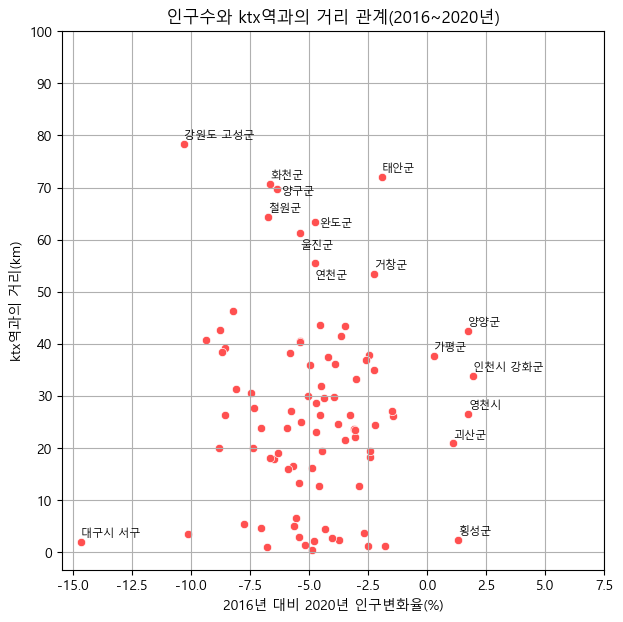 인구수와 ktx역과의 거리 관계(2016~2020년)
100
90
80
70
60
50
40
30
20
10
0
ktx역과의 거리(km)
강원도 고성군
태안군
화천군
양구군
철원군
완도군
울진군
거창군
연천군
양양군
가평군
인천시 강화군
영천시
괴산군
횡성군
대구시 서구
-15.0 -12.5 -10.0 -7.5 -5.0 -2.5 0.0 2.5 5.0 7.5
2016년 대비 2020년 인구변화율(%)